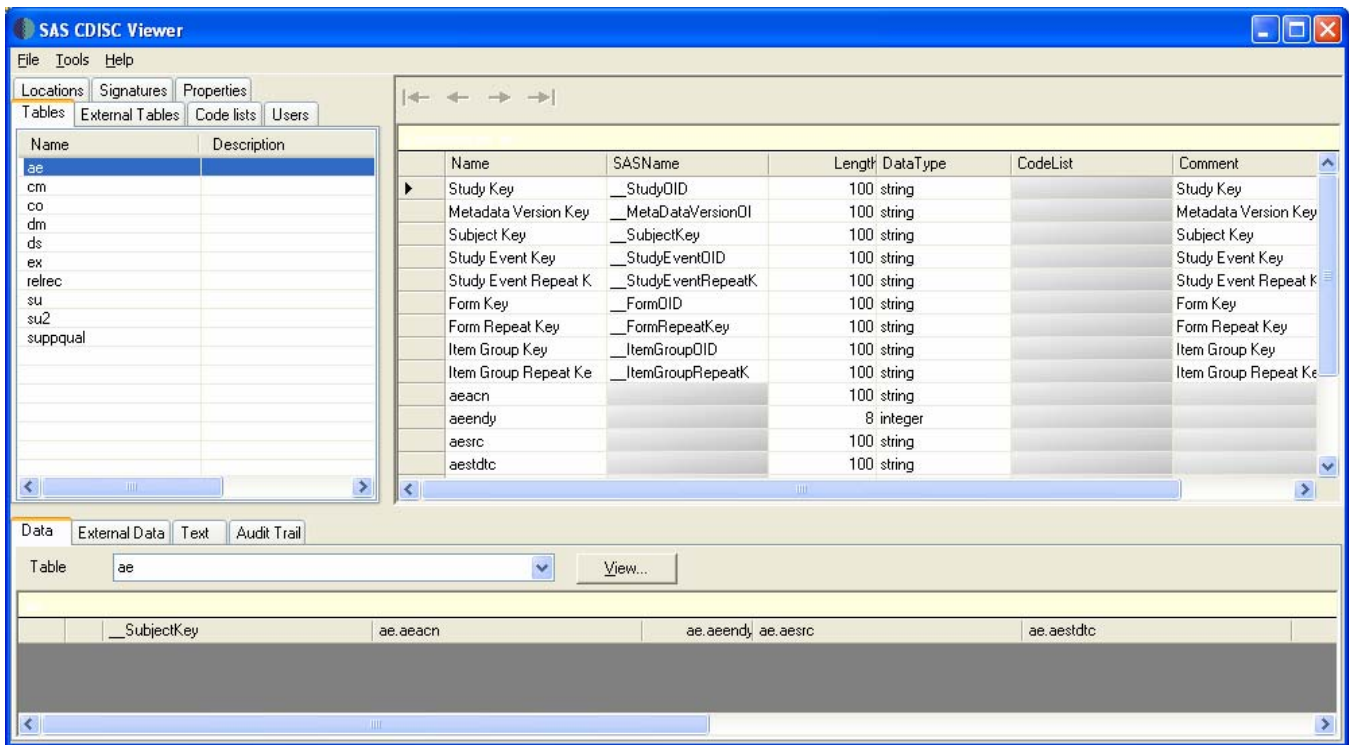 SAS CDISC Viewer
File Tools Help
Locations Signatures Properties
Tables External Tables Code lists Users
Name Description
ae
cm
co
dm
ds
ex
relrec
su
su2
suppqual
Name SASName Length DataType CodeList Comment
Study Key __StudyOID 100 string Study Key
Metadata Version Key __MetaDataVersionOI 100 string Metadata Version Key
Subject Key __SubjectKey 100 string Subject Key
Study Event Key __StudyEventOID 100 string Study Event Key
Study Event Repeat K __StudyEventRepeatK 100 string Study Event Repeat K
Form Key __FormOID 100 string Form Key
Form Repeat Key __FormRepeatKey 100 string Form Repeat Key
Item Group Key __ItemGroupOID 100 string Item Group Key
Item Group Repeat Ke __ItemGroupRepeatK 100 string Item Group Repeat Ke
aeacn 100 string
aeendy 8 integer
aesrc 100 string
aestdtc 100 string
Data External Data Text Audit Trail
Table ae View...
__SubjectKey ae.aeacn ae.aeendy ae.aesrc ae.aestdtc